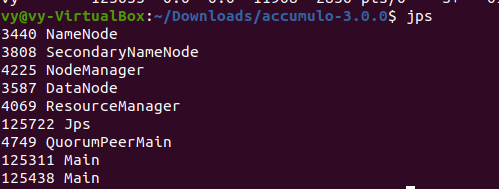 vy@vy-VirtualBox:~/Downloads/accumulo-3.0.0$ jps
3440 NameNode
3808 SecondaryNameNode
4225 NodeManager
3587 DataNode
4069 ResourceManager
125722 Jps
4749 QuorumPeerMain
125311 Main
125438 Main